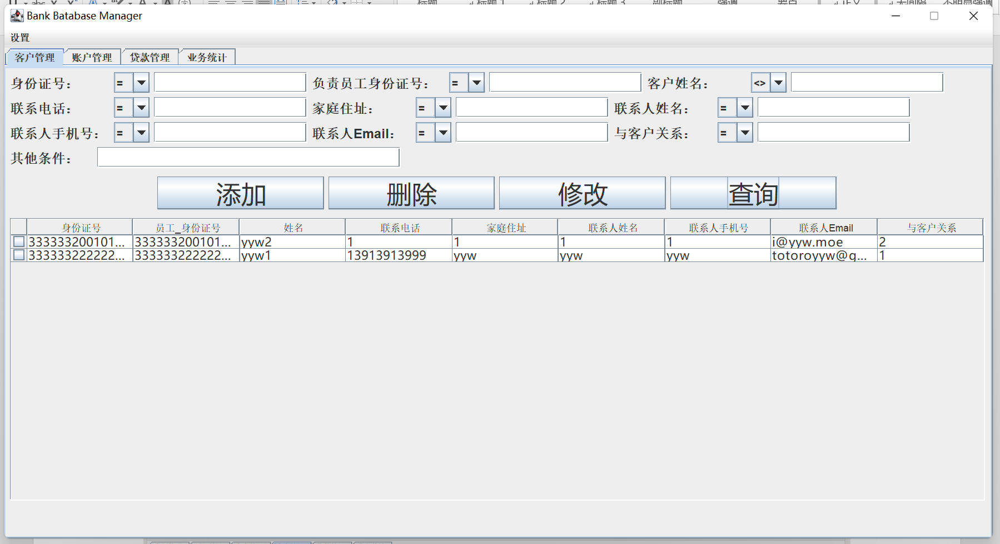 Bank Batabase Manager
设置
客户管理 账户管理 贷款管理 业务统计
身份证号： = 负责员工身份证号： = 客户姓名： <>
联系电话： = 家庭住址： = 联系人姓名： =
联系人手机号： = 联系人Email： = 与客户关系： =
其他条件：
添加 删除 修改 查询
身份证号 员工_身份证号 姓名 联系电话 家庭住址 联系人姓名 联系人手机号 联系人Email 与客户关系
333333200101... 333333200101... yyw2 1 1 1 1 i@yyw.moe 2
333333222222... 333333222222... yyw1 13913913999 yyw yyw yyw totoroyyw@q... 1